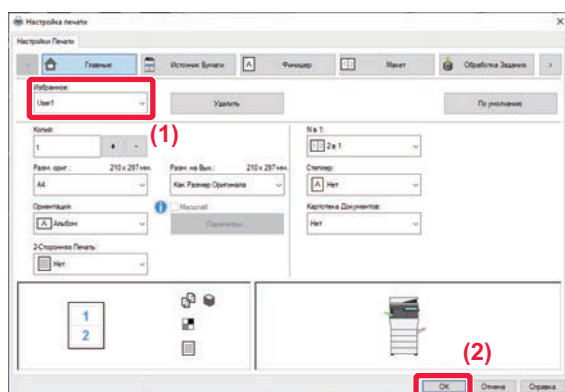 Настройка печати
Настройки Печати
Главные
Источник Бумаги
Финишер
Макет
Обработка Задания
Избранное:
User1
Удалить
По умолчанию
(1)
Копий:
1
+ -
N в 1:
2 в 1
Разм. ориг.: 210 x 297 мм.
A4
Разм. на Вых.: 210 x 297 мм.
Как Размер Оригинала
Степлер:
Нет
Ориентация:
Альбом
Масштаб
Параметры...
Картотека Документов:
Нет
2-Сторонняя Печать:
Нет
1
2
(2)
OK
Отмена
Справка